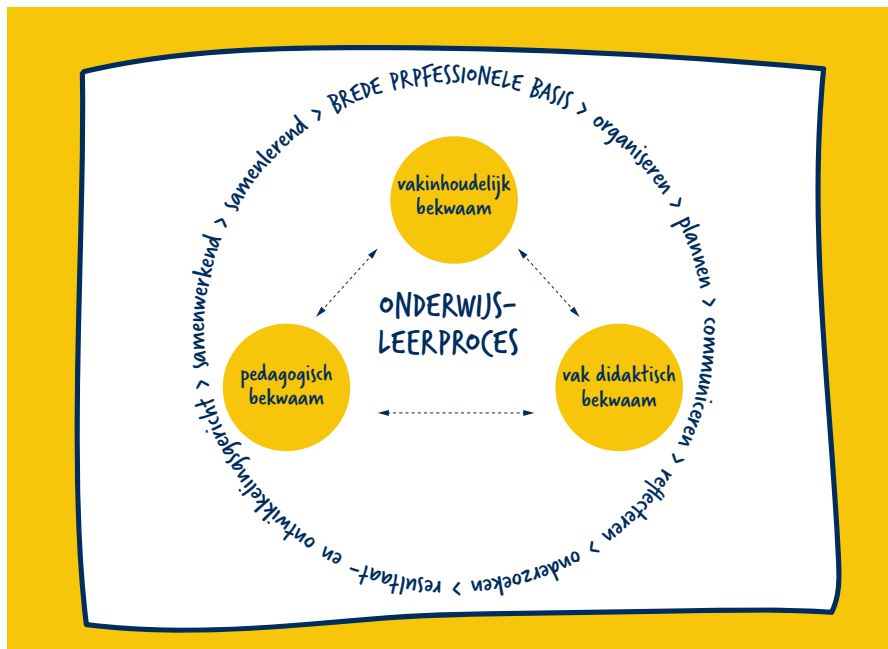 BREDE PRPFESSIONELE BASIS > organiseren > plannen > communiceren > reflecteren > onderzoeken > resultaat- en ontwikkelingsgericht > samenwerkend > samenlerend >
vakinhoudelijk
bekwaam
ONDERWIJS-
LEERPROCES
pedagogisch
bekwaam
vak didaktisch
bekwaam